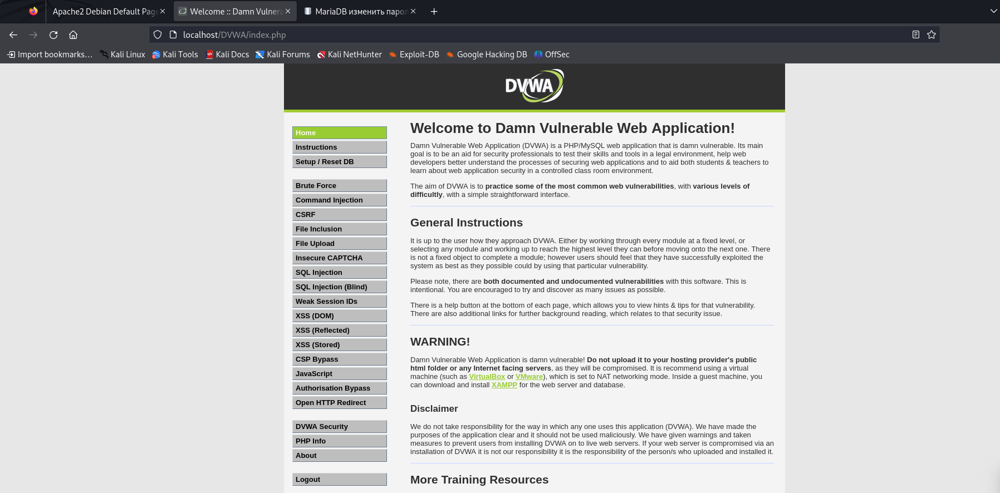 Apache2 Debian Default Page
Welcome :: Damn Vulnera
MariaDB изменить парол
localhost/DVWA/index.php
Import bookmarks...
Kali Linux
Kali Tools
Kali Docs
Kali Forums
Kali NetHunter
Exploit-DB
Google Hacking DB
OffSec
DVWA
Home
Instructions
Setup / Reset DB
Brute Force
Command Injection
CSRF
File Inclusion
File Upload
Insecure CAPTCHA
SQL Injection
SQL Injection (Blind)
Weak Session IDs
XSS (DOM)
XSS (Reflected)
XSS (Stored)
CSP Bypass
JavaScript
Authorisation Bypass
Open HTTP Redirect
DVWA Security
PHP Info
About
Logout
Welcome to Damn Vulnerable Web Application!
Damn Vulnerable Web Application (DVWA) is a PHP/MySQL web application that is damn vulnerable. Its main
goal is to be an aid for security professionals to test their skills and tools in a legal environment, help web
developers better understand the processes of securing web applications and to aid both students & teachers to
learn about web application security in a controlled class room environment.
The aim of DVWA is to practice some of the most common web vulnerabilities, with various levels of
difficultly, with a simple straightforward interface.
General Instructions
It is up to the user how they approach DVWA. Either by working through every module at a fixed level, or
selecting any module and working up to reach the highest level they can before moving onto the next one. There
is not a fixed object to complete a module; however users should feel that they have successfully exploited the
system as best as they possible could by using that particular vulnerability.
Please note, there are both documented and undocumented vulnerabilities with this software. This is
intentional. You are encouraged to try and discover as many issues as possible.
There is a help button at the bottom of each page, which allows you to view hints & tips for that vulnerability.
There are also additional links for further background reading, which relates to that security issue.
WARNING!
Damn Vulnerable Web Application is damn vulnerable! Do not upload it to your hosting provider's public
html folder or any Internet facing servers, as they will be compromised. It is recommend using a virtual
machine (such as VirtualBox or VMware), which is set to NAT networking mode. Inside a guest machine, you
can download and install XAMPP for the web server and database.
Disclaimer
We do not take responsibility for the way in which any one uses this application (DVWA). We have made the
purposes of the application clear and it should not be used maliciously. We have given warnings and taken
measures to prevent users from installing DVWA on to live web servers. If your web server is compromised via an
installation of DVWA it is not our responsibility it is the responsibility of the person/s who uploaded and installed it.
More Training Resources